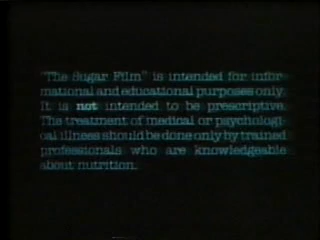 "The Sugar Film" is intended for infor-
mational and educational purposes only.
It is not intended to be prescriptive.
The treatment of medical or psychologi-
cal illness should be done only by trained
professionals who are knowledgeable
about nutrition.